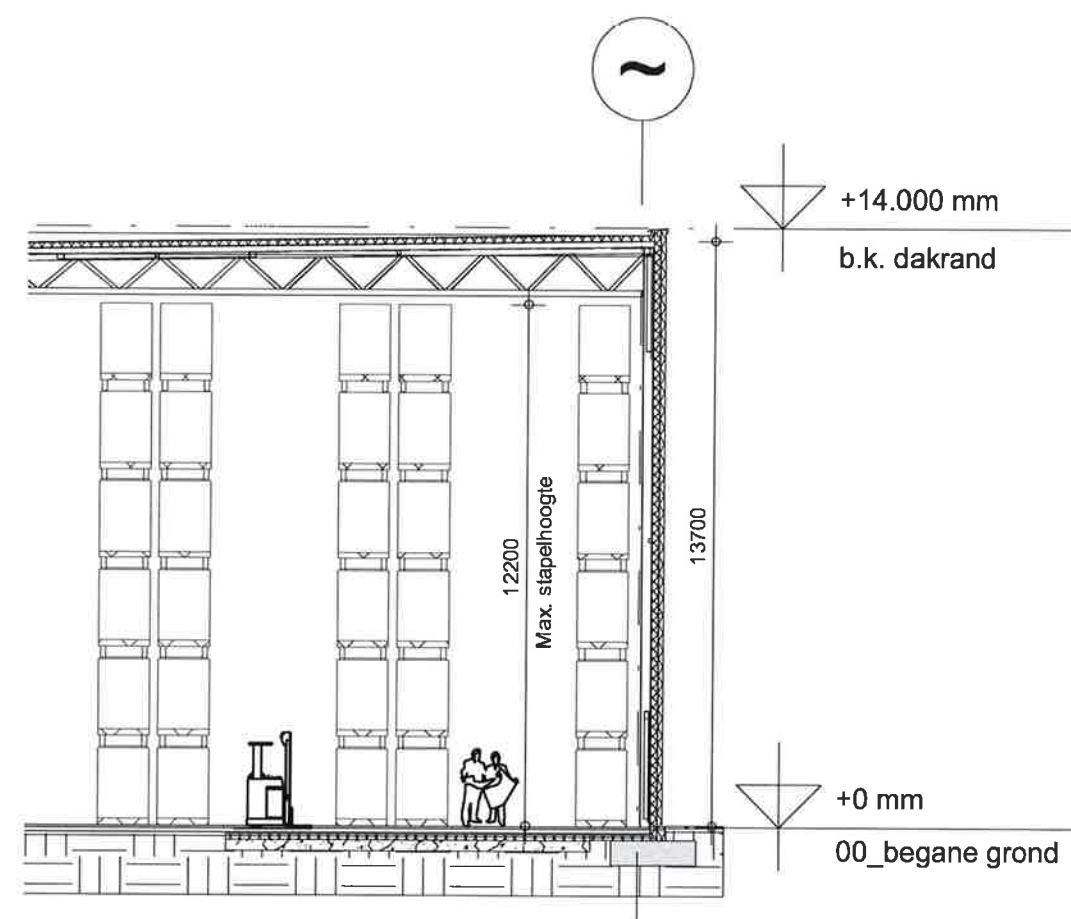 ~
+14.000 mm
b.k. dakrand
12200
Max. stapelhoogte
13700
+0 mm
00_begane grond